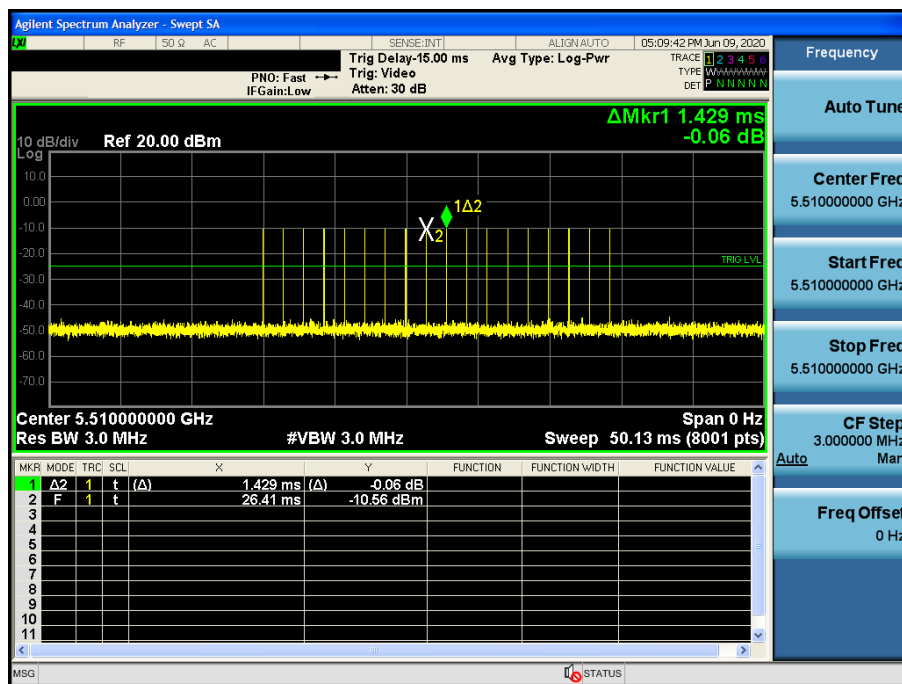 Agilent Spectrum Analyzer - Swept SA
LXI RF 50 Ω AC SENSE:INT ALIGN AUTO 05:09:42 PM Jun 09, 2020
Trig Delay-15.00 ms Avg Type: Log-Pwr TRACE 1 2 3 4 5 6
PNO: Fast Trig: Video TYPE WWWWWW
IFGain:Low Atten: 30 dB DET P N N N N N
Frequency
Auto Tune
ΔMkr1 1.429 ms
-0.06 dB
10 dB/div Ref 20.00 dBm
Log
10.0
0.00
-10.0
-20.0
-30.0
-40.0
-50.0
-60.0
-70.0
1Δ2
X2
TRIG LVL
Center 5.510000000 GHz Span 0 Hz
Res BW 3.0 MHz #VBW 3.0 MHz Sweep 50.13 ms (8001 pts)
MKR MODE TRC SCL X Y FUNCTION FUNCTION WIDTH FUNCTION VALUE
1 Δ2 1 t (Δ) 1.429 ms (Δ) -0.06 dB
2 F 1 t 26.41 ms -10.56 dBm
3
4
5
6
7
8
9
10
11
Center Freq
5.510000000 GHz
Start Freq
5.510000000 GHz
Stop Freq
5.510000000 GHz
CF Step
3.000000 MHz
Auto Man
Freq Offset
0 Hz
MSG STATUS